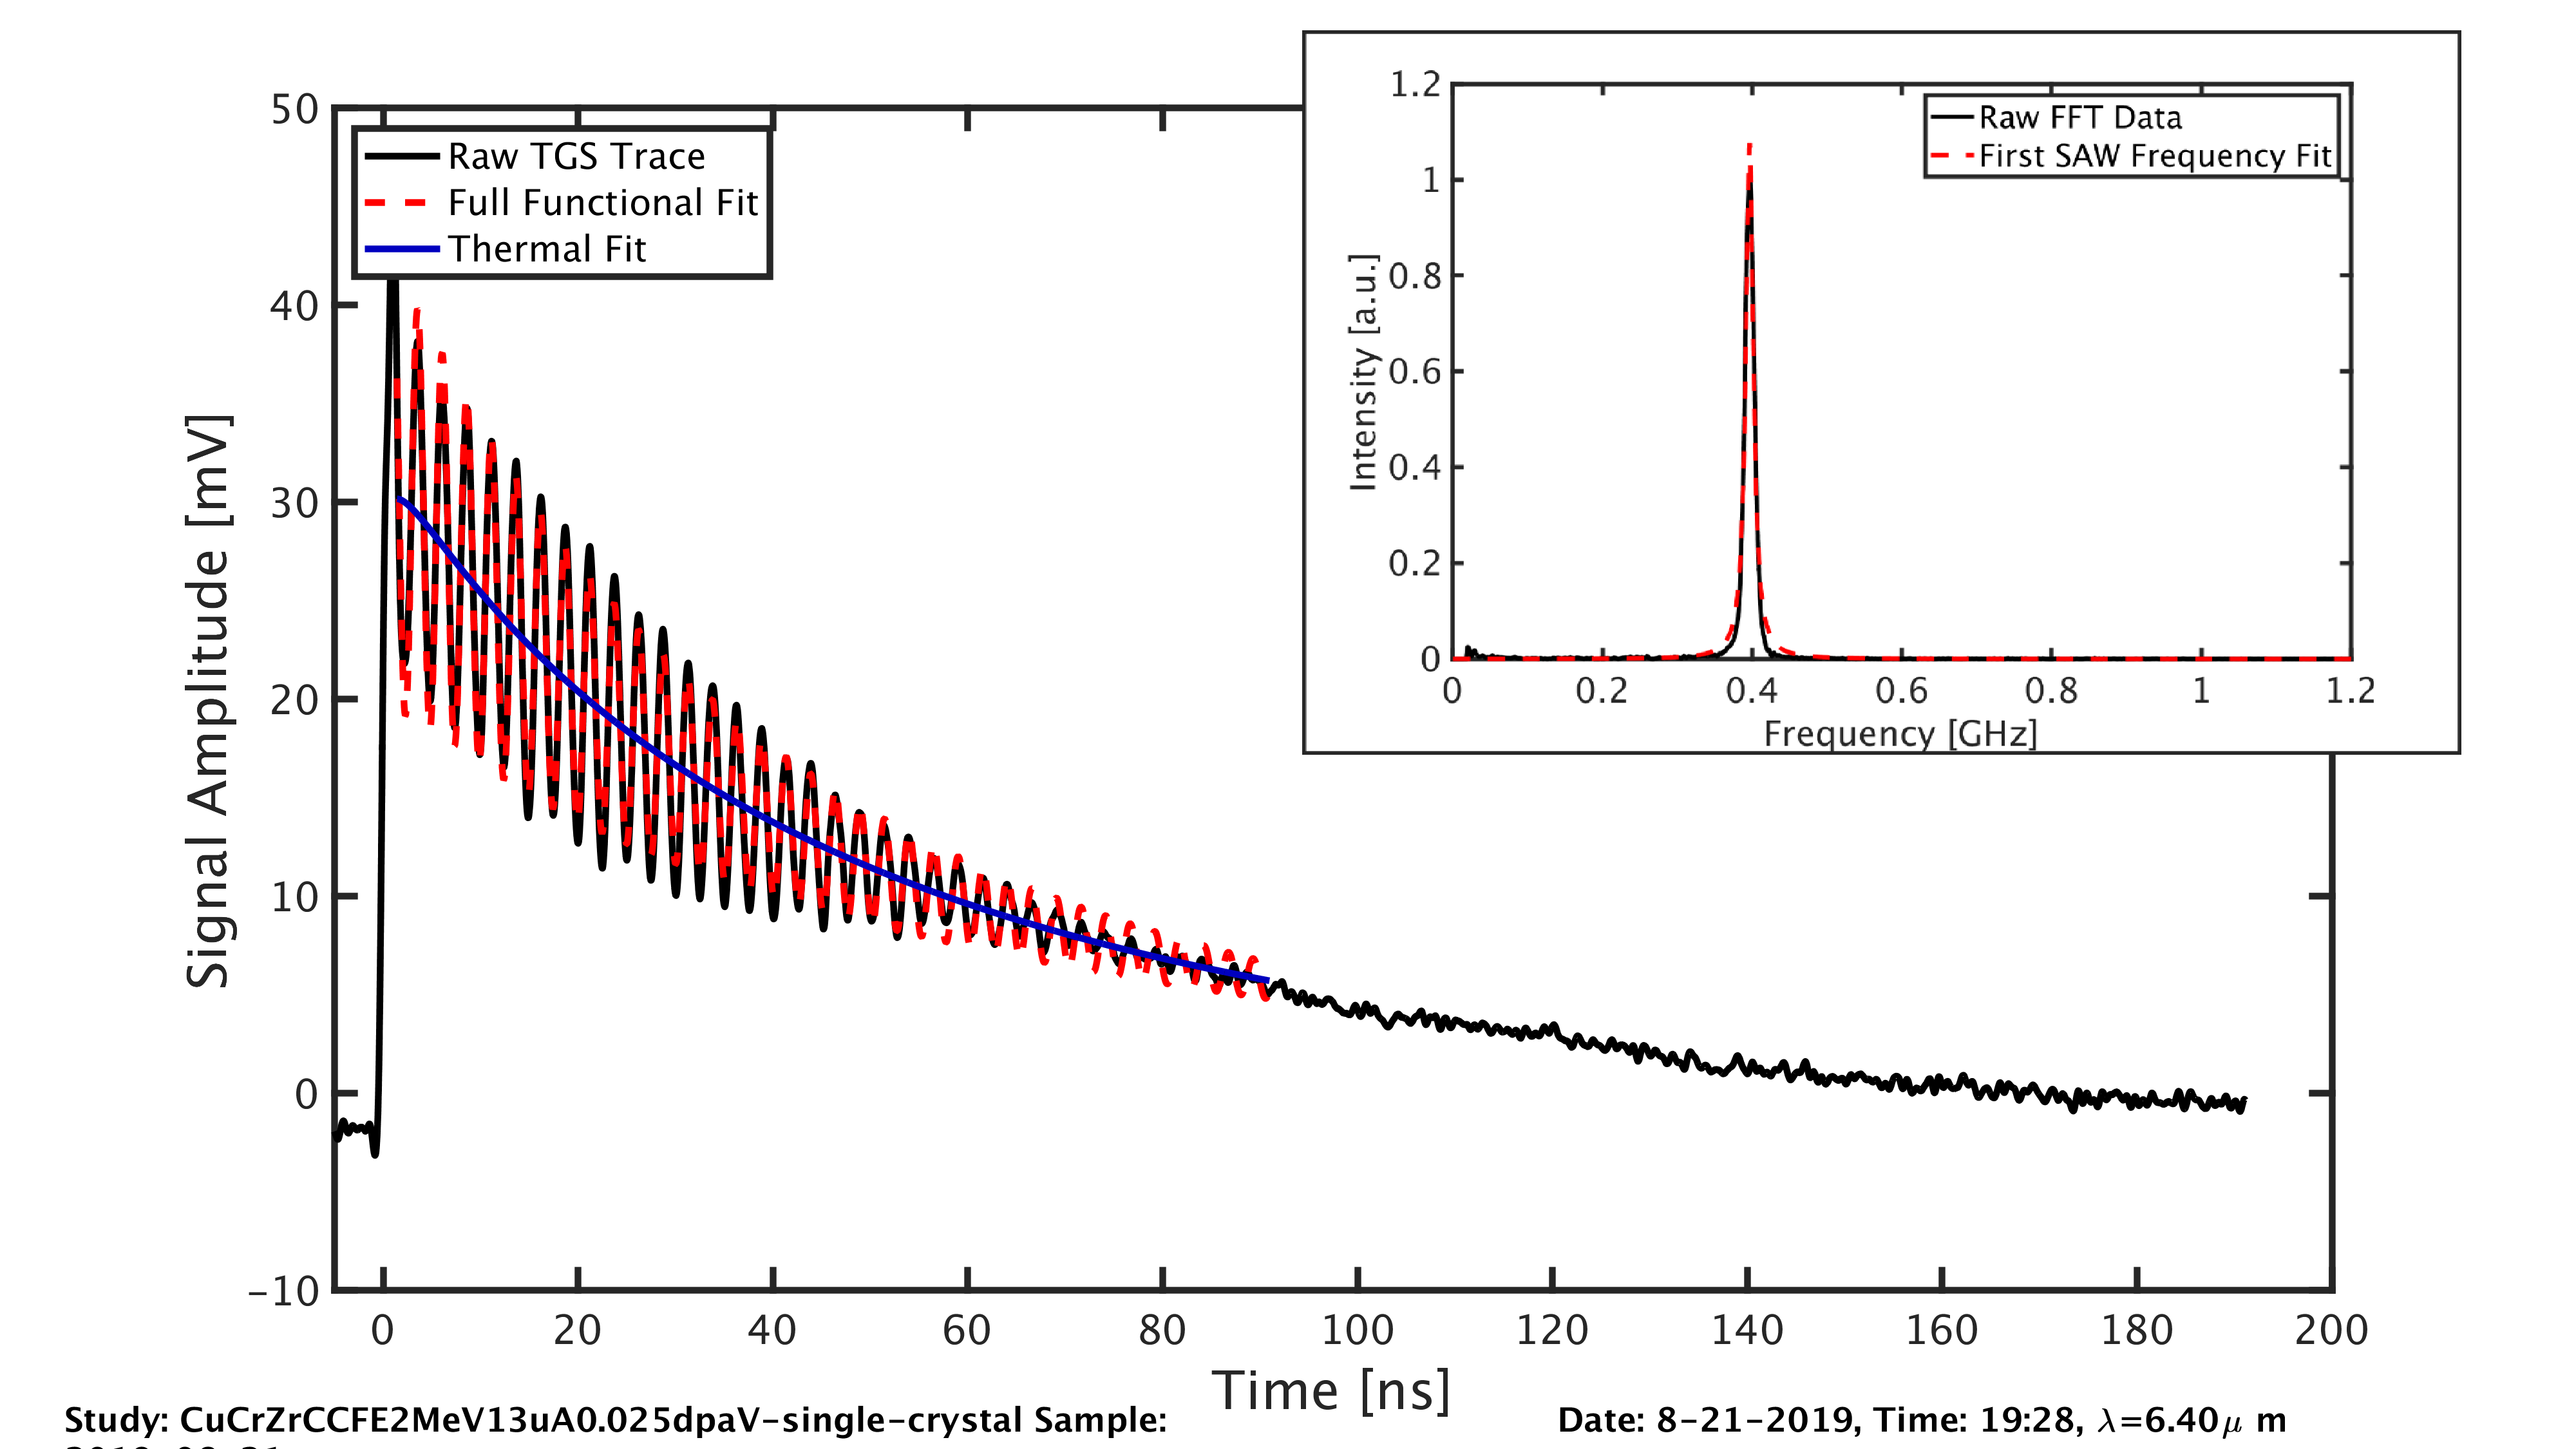 50
40
30
20
10
0
-10
Signal Amplitude [mV]
Raw TGS Trace
Full Functional Fit
Thermal Fit
1.2
1
0.8
0.6
0.4
0.2
0
Intensity [a.u.]
Raw FFT Data
First SAW Frequency Fit
0 0.2 0.4 0.6 0.8 1 1.2
Frequency [GHz]
0 20 40 60 80 100 120 140 160 180 200
Time [ns]
Study: CuCrZrCCFE2MeV13uA0.025dpaV-single-crystal Sample:
Date: 8-21-2019, Time: 19:28, λ=6.40μ m